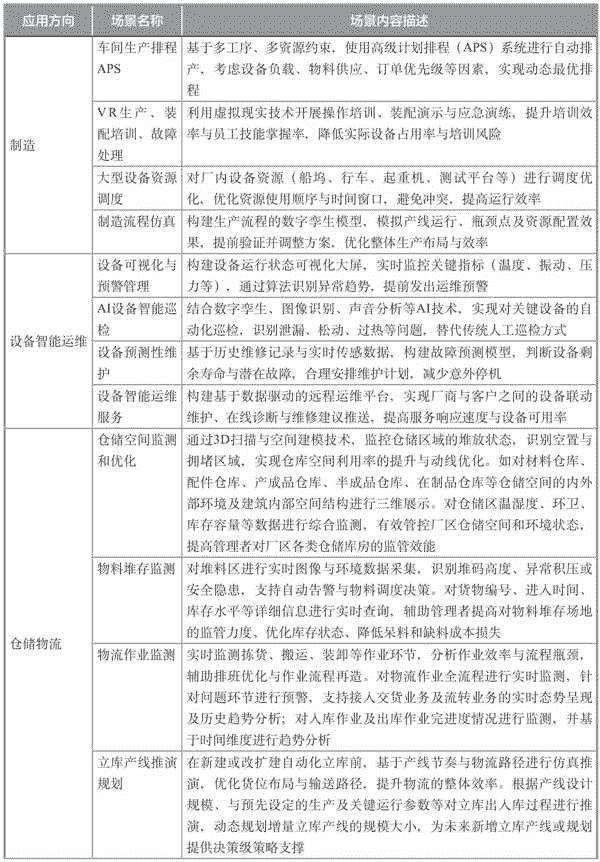 应用方向 场景名称 场景内容描述
制造
车间生产排程
APS
基于多工序、多资源约束，使用高级计划排程（APS）系统进行自动排
产，考虑设备负载、物料供应、订单优先级等因素，实现动态最优排
程
VR生产、装
配培训、故障
处理
利用虚拟现实技术开展操作培训、装配演示与应急演练，提升培训效
率与员工技能掌握率，降低实际设备占用率与培训风险
大型设备资源
调度
对厂内设备资源（船坞、行车、起重机、测试平台等）进行调度优
化，优化资源使用顺序与时间窗口，避免冲突，提高运行效率
制造流程仿真
构建生产流程的数字孪生模型，模拟产线运行、瓶颈点及资源配置效
果，提前验证并调整方案，优化整体生产布局与效率
设备智能运维
设备可视化与
预警管理
构建设备运行状态可视化大屏，实时监控关键指标（温度、振动、压
力等），通过算法识别异常趋势，提前发出运维预警
AI设备智能巡
检
结合数字孪生、图像识别、声音分析等AI技术，实现对关键设备的自
动化巡检，识别泄漏、松动、过热等问题，替代传统人工巡检方式
设备预测性维
护
基于历史维修记录与实时传感数据，构建故障预测模型，判断设备剩
余寿命与潜在故障，合理安排维护计划，减少意外停机
设备智能运维
服务
构建基于数据驱动的远程运维平台，实现厂商与客户之间的设备联动
维护、在线诊断与维修建议推送，提高服务响应速度与设备可用率
仓储物流
仓储空间监测
和优化
通过3D扫描与空间建模技术，监控仓储区域的堆放状态，识别空置与
拥堵区域，实现仓库空间利用率的提升与动线优化。如对材料仓库、
配件仓库、产成品仓库、半成品仓库、在制品仓库等仓储空间的内外
部环境及建筑内部空间结构进行三维展示。对仓储区温湿度、环卫、
库存容量等数据进行综合监测，有效管控厂区仓储空间和环境状态，
提高管理者对厂区各类仓储库房的监管效能
物料堆存监测
对堆料区进行实时图像与环境数据采集，识别堆码高度、异常积压或
安全隐患，支持自动告警与物料调度决策。对货物编号、进入时间、
库存水平等详细信息进行实时查询，辅助管理者提高对物料堆存场地
的监管力度、优化库存状态、降低呆料和缺料成本损失
物流作业监测
实时监测拣货、搬运、装卸等作业环节，分析作业效率与流程瓶颈，
辅助排班优化与作业流程再造。对物流作业全流程进行实时监测，针
对问题环节进行预警，支持接入交货业务及流转业务的实时态势呈现
及历史趋势分析；对入库作业及出库作业完进度情况进行监测，并基
于时间维度进行趋势分析
立库产线推演
规划
在新建或改扩建自动化立库前，基于产线节奏与物流路径进行仿真推
演，优化货位布局与输送路径，提升物流的整体效率。根据产线设计
规模、与预先设定的生产及关键运行参数等对立库出入库过程进行推
演，动态规划增量立库产线的规模大小，为未来新增立库产线或规划
提供决策级策略支撑